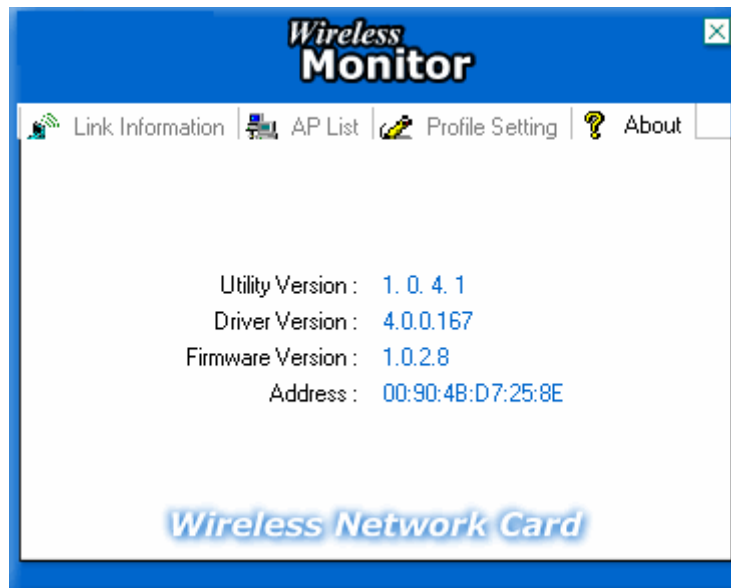 Wireless
Monitor
Link Information AP List Profile Setting About
Utility Version : 1. 0. 4. 1
Driver Version : 4.0.0.167
Firmware Version : 1.0.2.8
Address : 00:90:4B:D7:25:8E
Wireless Network Card